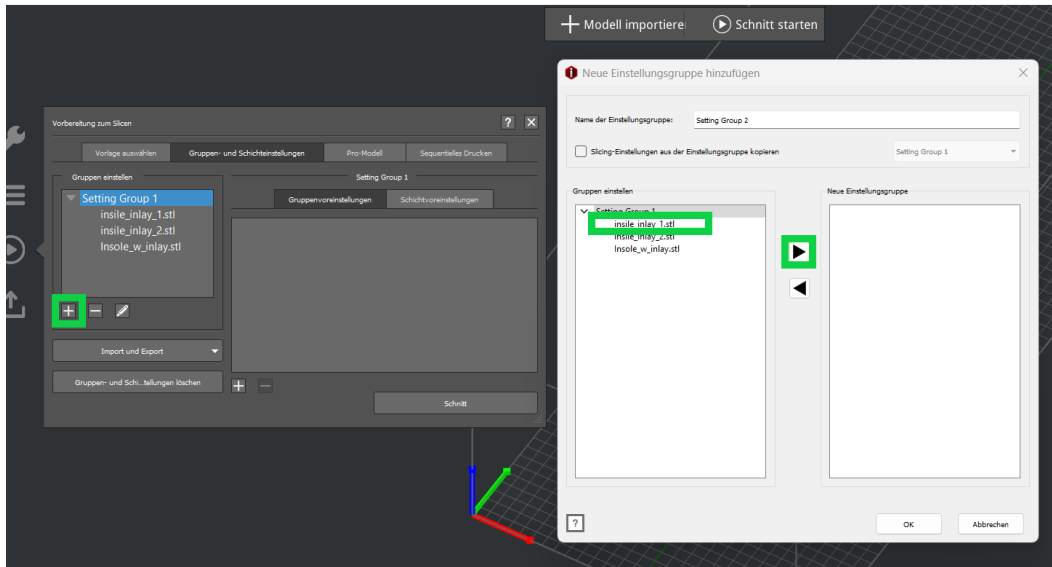 Modell importiere
Schnitt starten
Vorbereitung zum Slicen
?
Vorlage auswählen
Gruppen- und Schichteinstellungen
Pro-Modell
Sequentielles Drucken
Gruppen einstellen
Setting Group 1
insile_inlay_1.stl
insile_inlay_2.stl
Insole_w_inlay.stl
Import und Export
Gruppen- und Schi...tellungen löschen
Setting Group 1
Gruppenvoreinstellungen
Schichtvoreinstellungen
Schnitt
Neue Einstellungsgruppe hinzufügen
Name der Einstellungsgruppe:
Setting Group 2
Slicing-Einstellungen aus der Einstellungsgruppe kopieren
Setting Group 1
Gruppen einstellen
Setting Group 1
insile_inlay_1.stl
insile_inlay_2.stl
Insole_w_inlay.stl
Neue Einstellungsgruppe
?
OK
Abbrechen